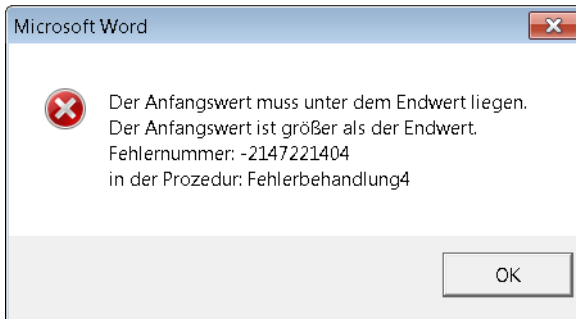 Microsoft Word
Der Anfangswert muss unter dem Endwert liegen.
Der Anfangswert ist größer als der Endwert.
Fehlernummer: -2147221404
in der Prozedur: Fehlerbehandlung4
OK